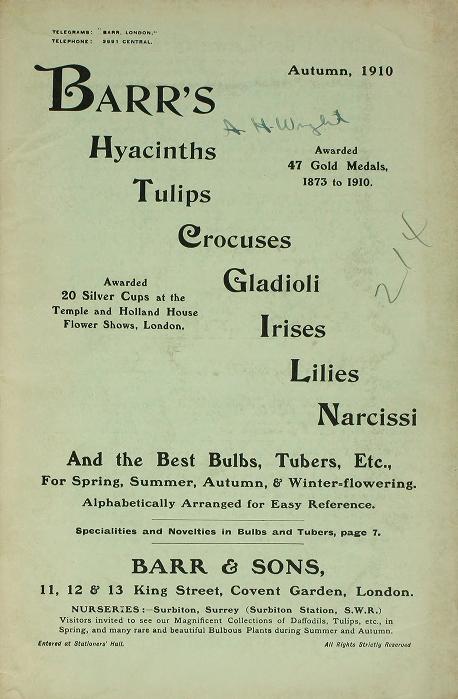 TELEGRAMS: "BARR, LONDON."
TELEPHONE: 2991 CENTRAL.
Autumn, 1910
BARR'S
A H Wright
Hyacinths
Awarded
47 Gold Medals,
1873 to 1910.
Tulips
Crocuses
214
Gladioli
Awarded
20 Silver Cups at the
Temple and Holland House
Flower Shows, London.
Irises
Lilies
Narcissi
And the Best Bulbs, Tubers, Etc.,
For Spring, Summer, Autumn, & Winter=flowering.
Alphabetically Arranged for Easy Reference.
Specialities and Novelties in Bulbs and Tubers, page 7.
BARR & SONS,
11, 12 & 13 King Street, Covent Garden, London.
NURSERIES:—Surbiton, Surrey (Surbiton Station, S.W.R.)
Visitors invited to see our Magnificent Collections of Daffodils, Tulips, etc., in
Spring, and many rare and beautiful Bulbous Plants during Summer and Autumn.
Entered at Stationers' Hall.
All Rights Strictly Reserved